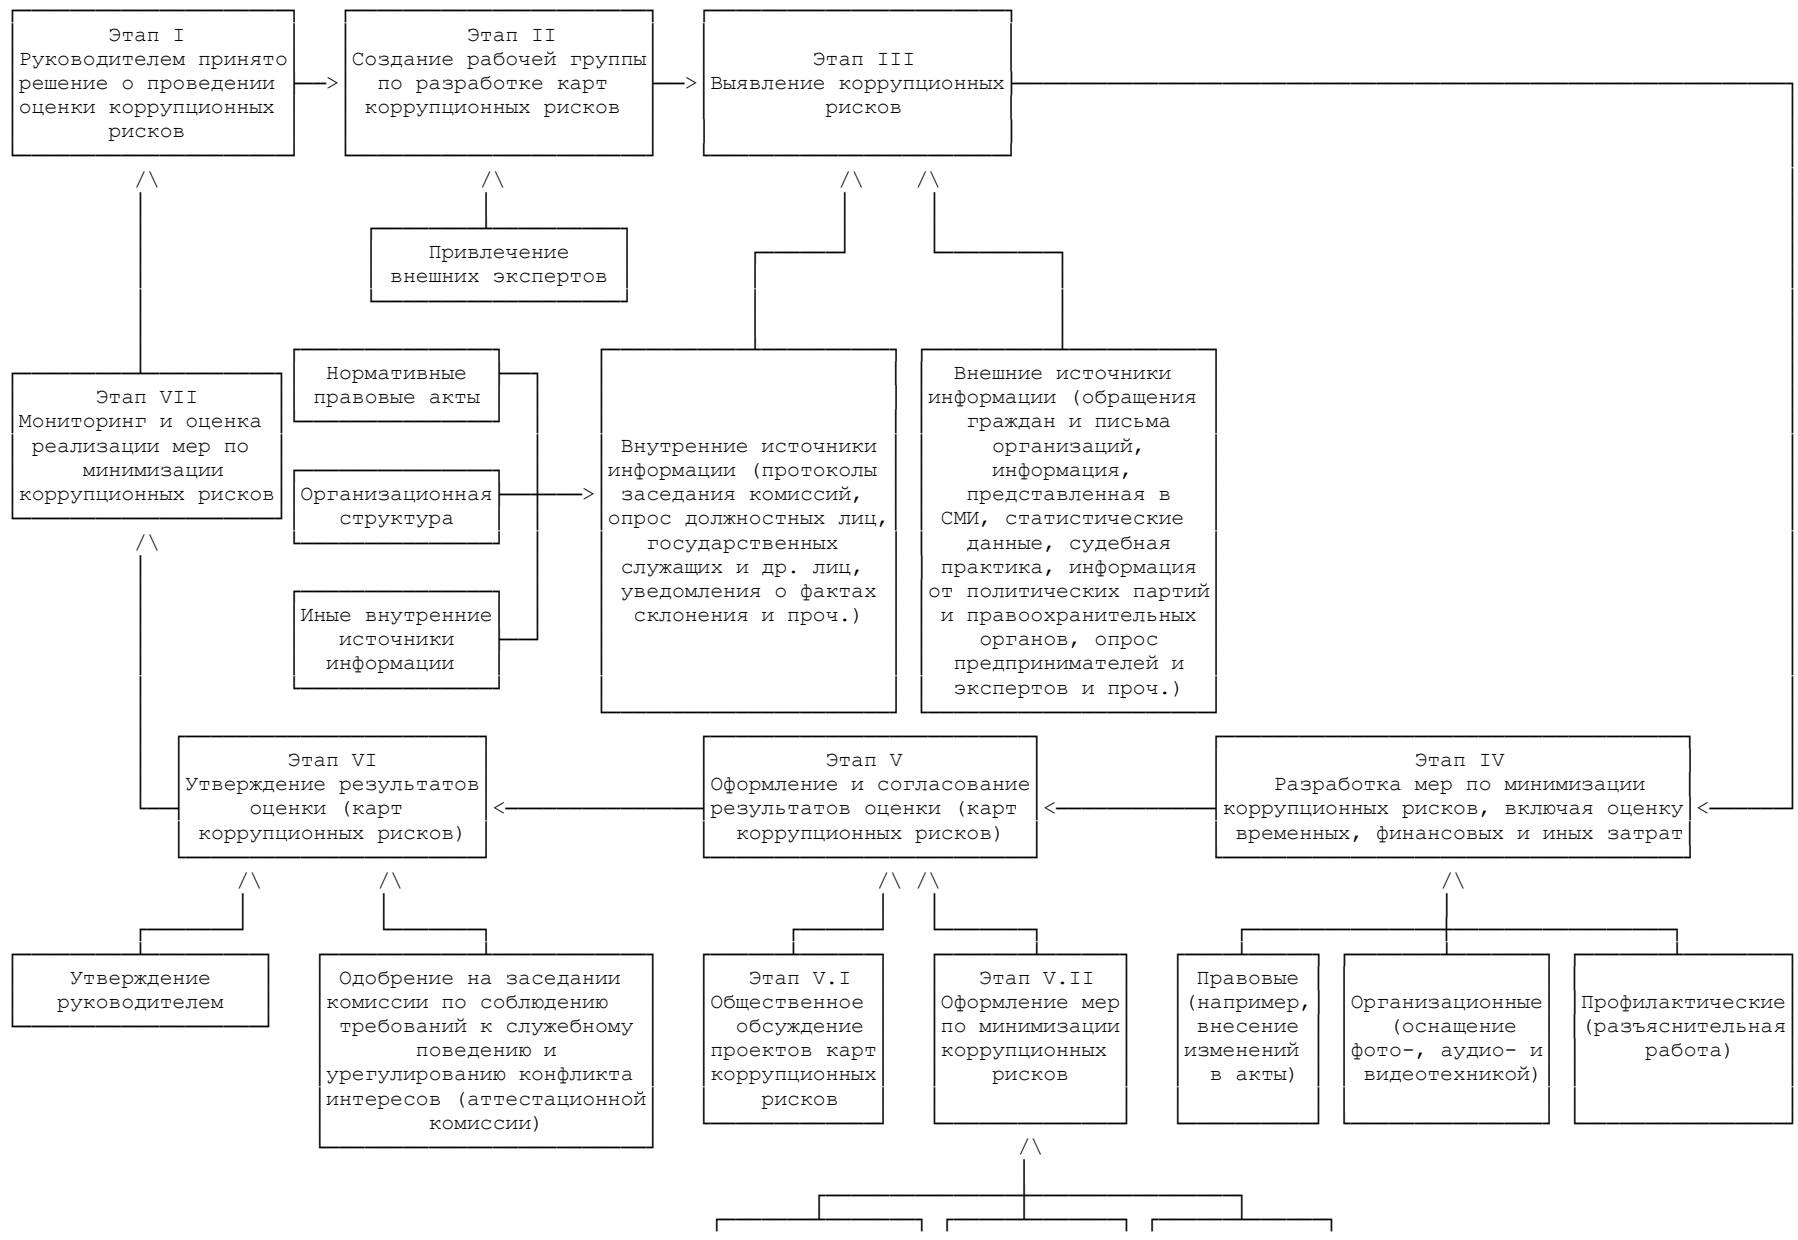 Этап I
Руководителем принято
решение о проведении
оценки коррупционных
рисков
Этап II
Создание рабочей группы
по разработке карт
коррупционных рисков
Этап III
Выявление коррупционных
рисков
Привлечение
внешних экспертов
Этап VII
Мониторинг и оценка
реализации мер по
минимизации
коррупционных рисков
Нормативные
правовые акты
Организационная
структура
Иные внутренние
источники
информации
Внутренние источники
информации (протоколы
заседания комиссий,
опрос должностных лиц,
государственных
служащих и др. лиц,
уведомления о фактах
склонения и проч.)
Внешние источники
информации (обращения
граждан и письма
организаций,
информация,
представленная в
СМИ, статистические
данные, судебная
практика, информация
от политических партий
и правоохранительных
органов, опрос
предпринимателей и
экспертов и проч.)
Этап VI
Утверждение результатов
оценки (карт
коррупционных рисков)
Этап V
Оформление и согласование
результатов оценки (карт
коррупционных рисков)
Этап IV
Разработка мер по минимизации
коррупционных рисков, включая оценку
временных, финансовых и иных затрат
Утверждение
руководителем
Одобрение на заседании
комиссии по соблюдению
требований к служебному
поведению и
урегулированию конфликта
интересов (аттестационной
комиссии)
Этап V.I
Общественное
обсуждение
проектов карт
коррупционных
рисков
Этап V.II
Оформление мер
по минимизации
коррупционных
рисков
Правовые
(например,
внесение
изменений
в акты)
Организационные
(оснащение
фото-, аудио- и
видеотехникой)
Профилактические
(разъяснительная
работа)